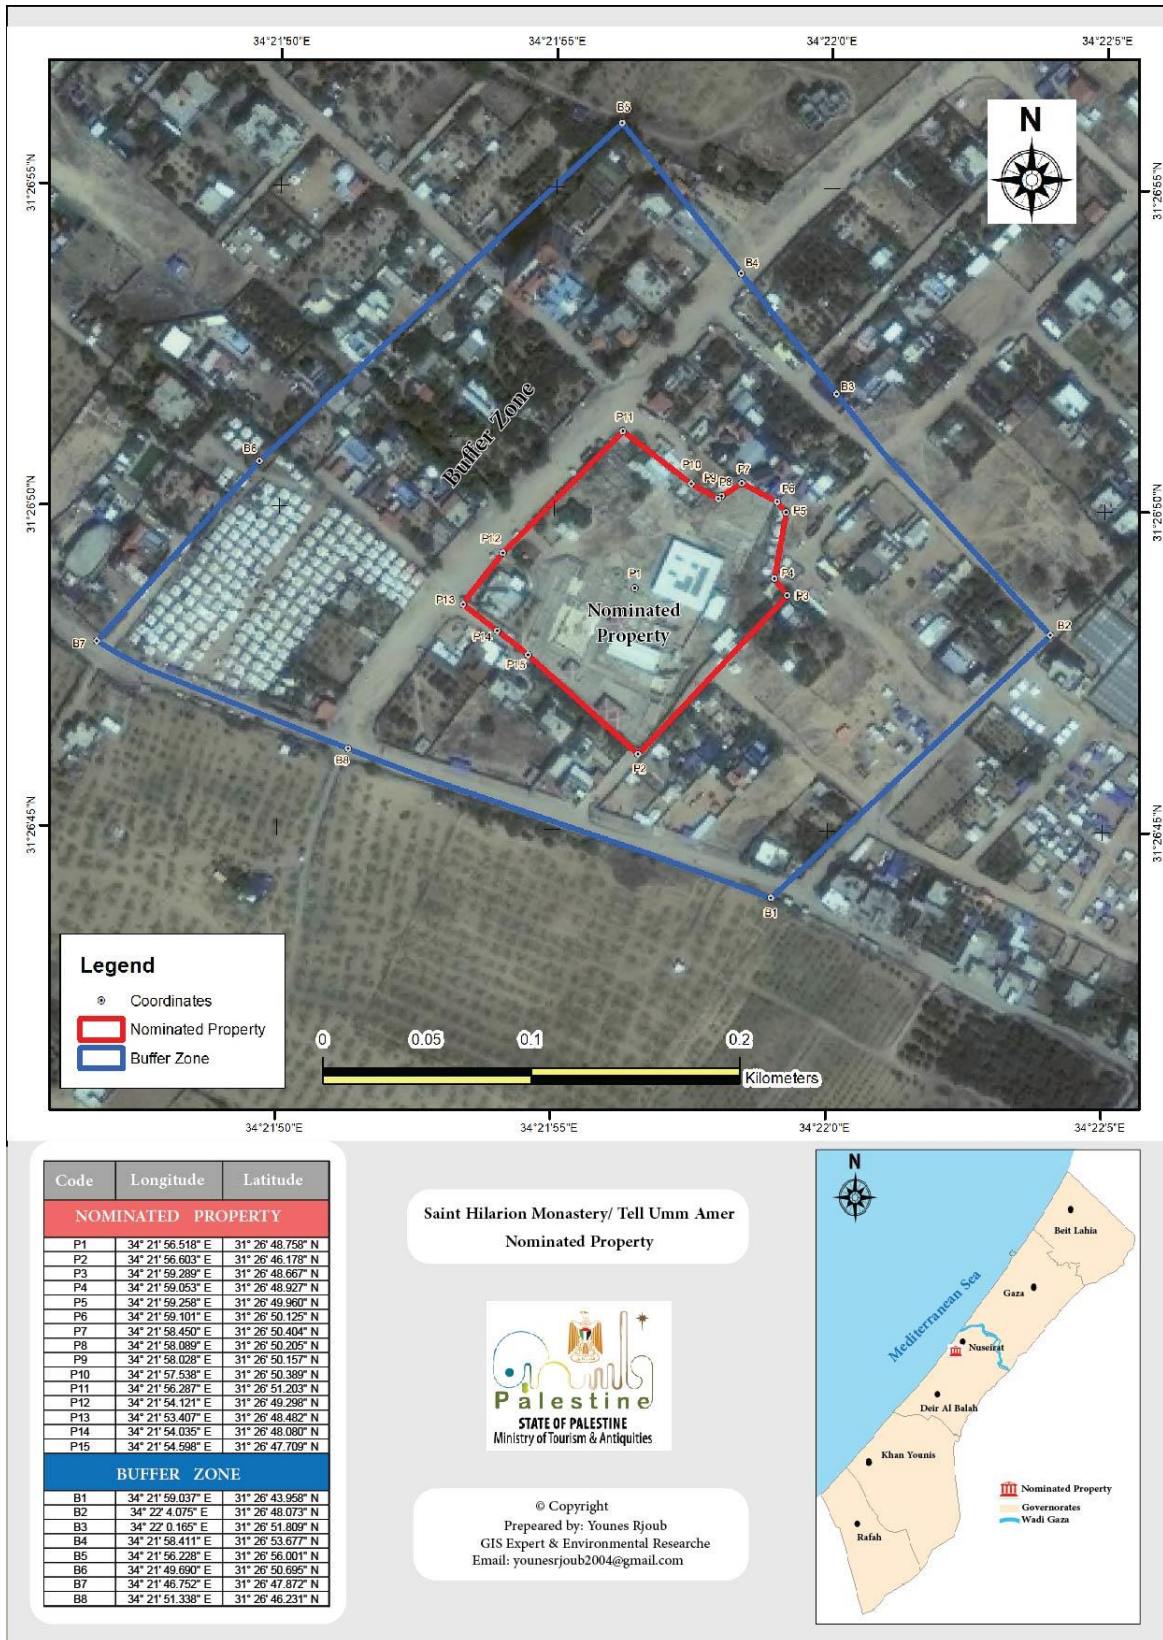 34°21'50"E 34°21'55"E 34°22'0"E 34°22'5"E
31°26'55"N 31°26'55"N
31°26'50"N 31°26'50"N
31°26'45"N 31°26'45"N
N
B5
B4
B3
B6
Buffer Zone
P11
P10
P9
P8
P7
P6
P5
P12
P4
P1
P3
P13
Nominated
Property
B2
P14
B7
P15
B8
P2
B1
Legend
Coordinates
Nominated Property
Buffer Zone
0 0.05 0.1 0.2
Kilometers
34°21'50"E 34°21'55"E 34°22'0"E 34°22'5"E
Code Longitude Latitude
NOMINATED PROPERTY
P1 34° 21' 56.518" E 31° 26' 48.758" N
P2 34° 21' 56.603" E 31° 26' 46.178" N
P3 34° 21' 59.289" E 31° 26' 48.667" N
P4 34° 21' 59.053" E 31° 26' 48.927" N
P5 34° 21' 59.258" E 31° 26' 49.960" N
P6 34° 21' 59.101" E 31° 26' 50.125" N
P7 34° 21' 58.450" E 31° 26' 50.404" N
P8 34° 21' 58.089" E 31° 26' 50.205" N
P9 34° 21' 58.028" E 31° 26' 50.157" N
P10 34° 21' 57.538" E 31° 26' 50.389" N
P11 34° 21' 56.287" E 31° 26' 51.203" N
P12 34° 21' 54.121" E 31° 26' 49.298" N
P13 34° 21' 53.407" E 31° 26' 48.482" N
P14 34° 21' 54.035" E 31° 26' 48.080" N
P15 34° 21' 54.598" E 31° 26' 47.709" N
BUFFER ZONE
B1 34° 21' 59.037" E 31° 26' 43.958" N
B2 34° 22' 4.075" E 31° 26' 48.073" N
B3 34° 22' 0.165" E 31° 26' 51.809" N
B4 34° 21' 58.411" E 31° 26' 53.677" N
B5 34° 21' 56.228" E 31° 26' 56.001" N
B6 34° 21' 49.690" E 31° 26' 50.695" N
B7 34° 21' 46.752" E 31° 26' 47.872" N
B8 34° 21' 51.338" E 31° 26' 46.231" N
Saint Hilarion Monastery/ Tell Umm Amer
Nominated Property
فلسطين
Palestine
STATE OF PALESTINE
Ministry of Tourism & Antiquities
© Copyright
Prepeared by: Younes Rjoub
GIS Expert & Environmental Researche
Email: younesrjoub2004@gmail.com
N
Beit Lahia
Gaza
Mediterranean Sea
Nuseirat
Deir Al Balah
Khan Younis
Rafah
Nominated Property
Governorates
Wadi Gaza